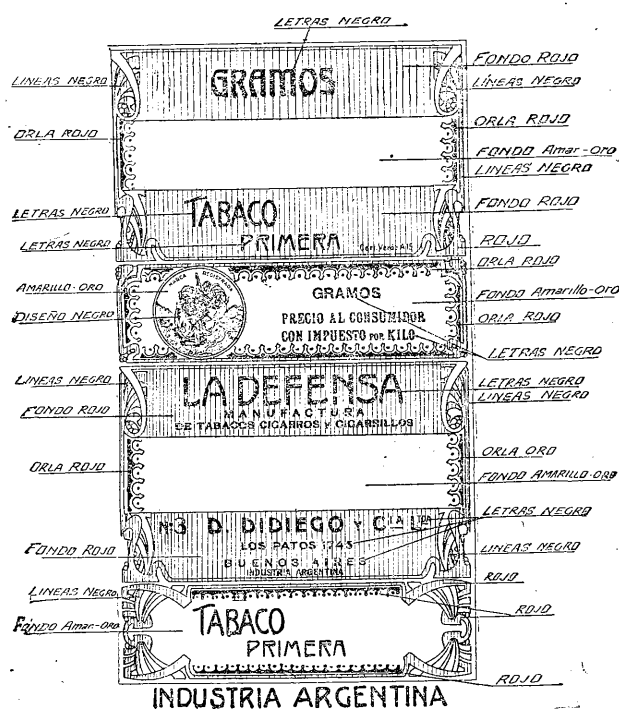 LETRAS NEGRO
FONDO ROJO
LINEAS NEGRO
GRAMOS
LÍNEAS NEGRO
ORLA ROJO
ORLA ROJO
FONDO Amar-Oro
LINEAS NEGRO
LETRAS NEGRO
TABACO
FONDO ROJO
LETRAS NEGRO
PRIMERA
ROJO
ORLA ROJO
AMARILLO-ORO
MARCA REGISTRADA
GRAMOS
FONDO Amarillo-Oro
DISEÑO NEGRO
PRECIO AL CONSUMIDOR
ORLA ROJO
CON IMPUESTO POR KILO
LETRAS NEGRO
LINEAS NEGRO
LA DEFENSA
LETRAS NEGRO
LINEAS NEGRO
FONDO ROJO
MANUFACTURA
DE TABACOS CIGARROS y CIGARRILLOS
ORLA ROJO
ORLA ORO
FONDO AMARILLO-ORO
Nº3 D DIDIEGO Y CIA LTDA
LETRAS NEGRO
FONDO ROJO
LOS PATOS 1745
LINEAS NEGRO
BUENOS AIRES
INDUSTRIA ARGENTINA
ROJO
LINEAS NEGRO
ROJO
FONDO Amar-Oro
TABACO
PRIMERA
ROJO
INDUSTRIA ARGENTINA